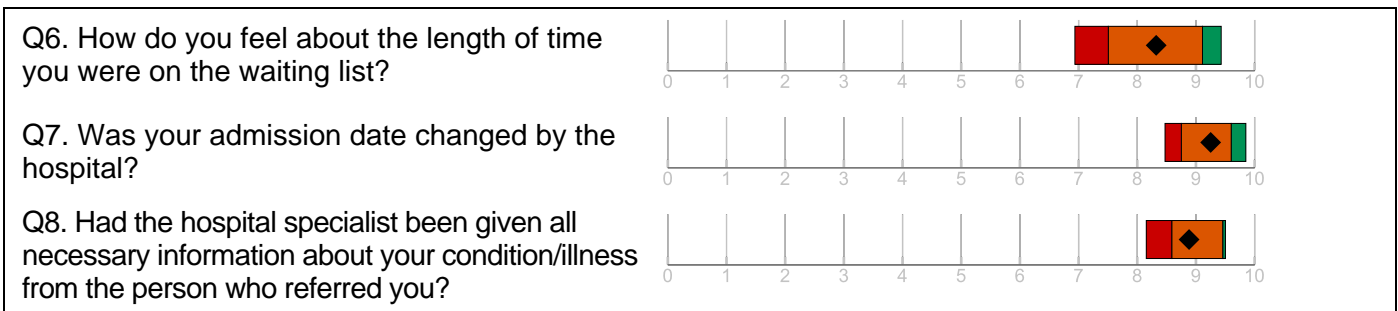 Q6. How do you feel about the length of time
you were on the waiting list?
0 1 2 3 4 5 6 7 8 9 10
Q7. Was your admission date changed by the
hospital?
0 1 2 3 4 5 6 7 8 9 10
Q8. Had the hospital specialist been given all
necessary information about your condition/illness
from the person who referred you?
0 1 2 3 4 5 6 7 8 9 10